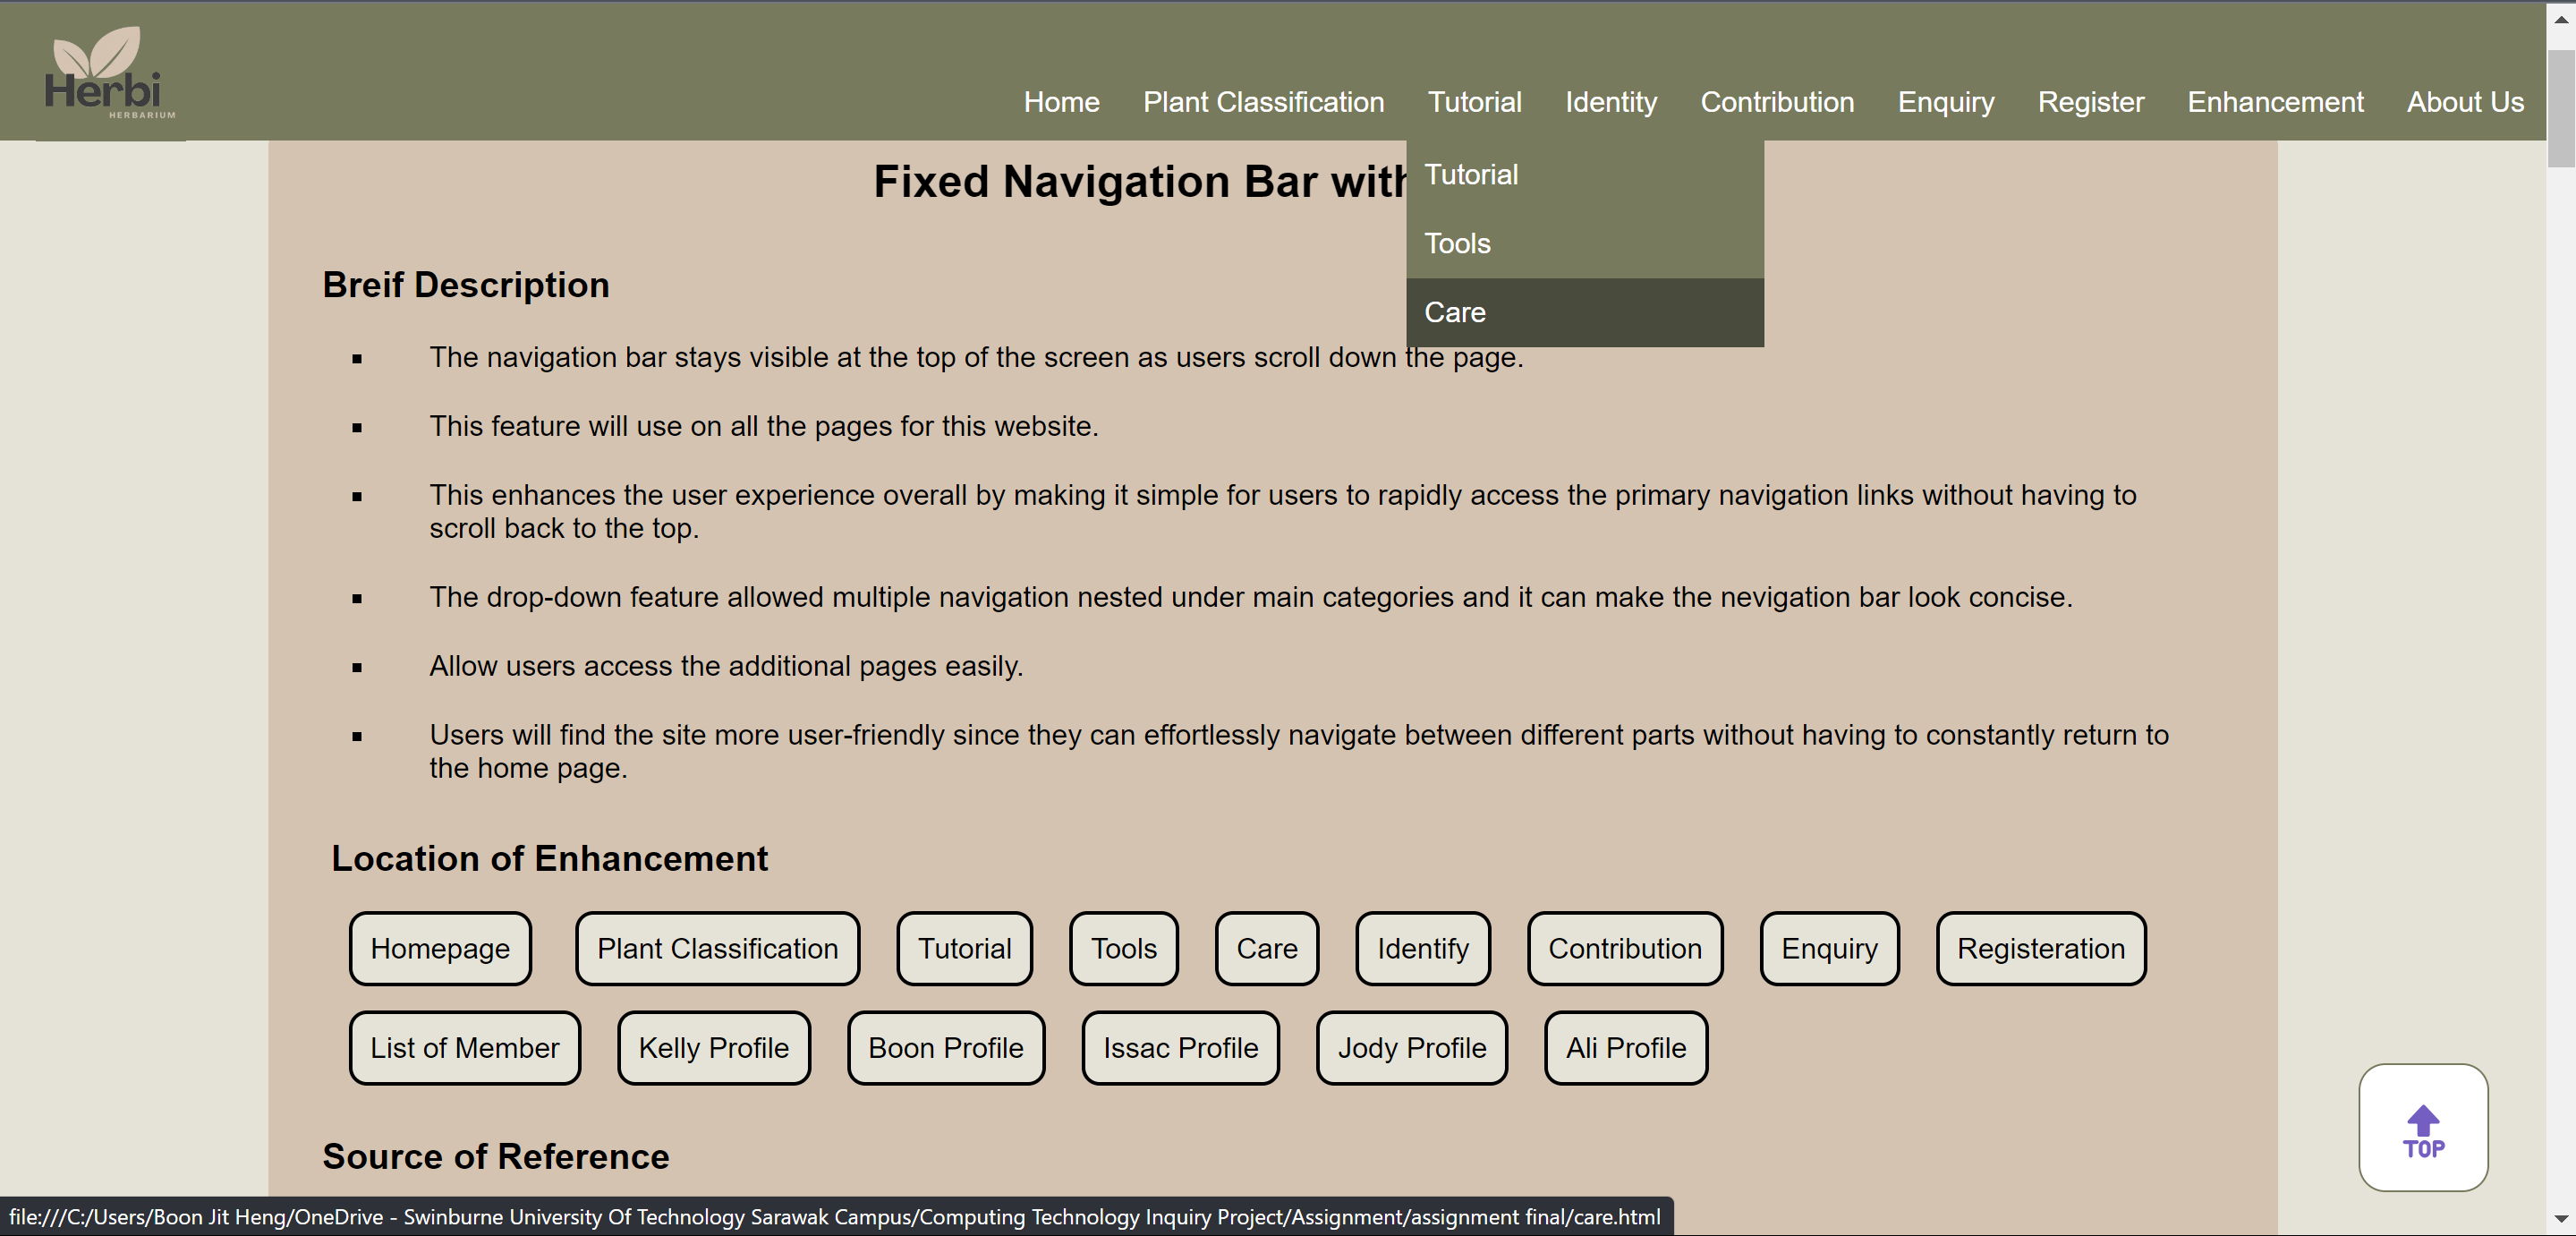 Herbi
HERBARIUM
Home Plant Classification Tutorial Identity Contribution Enquiry Register Enhancement About Us
Tutorial
Tools
Care
Fixed Navigation Bar with
Breif Description
The navigation bar stays visible at the top of the screen as users scroll down the page.
This feature will use on all the pages for this website.
This enhances the user experience overall by making it simple for users to rapidly access the primary navigation links without having to
scroll back to the top.
The drop-down feature allowed multiple navigation nested under main categories and it can make the nevigation bar look concise.
Allow users access the additional pages easily.
Users will find the site more user-friendly since they can effortlessly navigate between different parts without having to constantly return to
the home page.
Location of Enhancement
Homepage Plant Classification Tutorial Tools Care Identify Contribution Enquiry Registeration
List of Member Kelly Profile Boon Profile Issac Profile Jody Profile Ali Profile
Source of Reference
TOP
file:///C:/Users/Boon Jit Heng/OneDrive - Swinburne University Of Technology Sarawak Campus/Computing Technology Inquiry Project/Assignment/assignment final/care.html